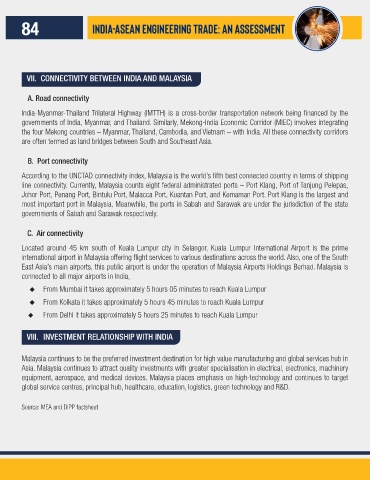 84
INDIA-ASEAN ENGINEERING TRADE: AN ASSESSMENT
VII. CONNECTIVITY BETWEEN INDIA AND MALAYSIA
A. Road connectivity
India-Myanmar-Thailand Trilateral Highway (IMTTH) is a cross-border transportation network being financed by the
governments of India, Myanmar, and Thailand. Similarly, Mekong-India Economic Corridor (MIEC) involves integrating
the four Mekong countries – Myanmar, Thailand, Cambodia, and Vietnam – with India. All these connectivity corridors
are often termed as land bridges between South and Southeast Asia.
B. Port connectivity
According to the UNCTAD connectivity index, Malaysia is the world's fifth best connected country in terms of shipping
line connectivity. Currently, Malaysia counts eight federal administrated ports – Port Klang, Port of Tanjung Pelepas,
Johor Port, Penang Port, Bintulu Port, Malacca Port, Kuantan Port, and Kemaman Port. Port Klang is the largest and
most important port in Malaysia. Meanwhile, the ports in Sabah and Sarawak are under the jurisdiction of the state
governments of Sabah and Sarawak respectively.
C. Air connectivity
Located around 45 km south of Kuala Lumpur city in Selangor, Kuala Lumpur International Airport is the prime
international airport in Malaysia offering flight services to various destinations across the world. Also, one of the South
East Asia's main airports, this public airport is under the operation of Malaysia Airports Holdings Berhad. Malaysia is
connected to all major airports in India,
◆ From Mumbai it takes approximately 5 hours 05 minutes to reach Kuala Lumpur
◆ From Kolkata it takes approximately 5 hours 45 minutes to reach Kuala Lumpur
◆ From Delhi it takes approximately 5 hours 25 minutes to reach Kuala Lumpur
VIII. INVESTMENT RELATIONSHIP WITH INDIA
Malaysia continues to be the preferred investment destination for high value manufacturing and global services hub in
Asia. Malaysia continues to attract quality investments with greater specialisation in electrical, electronics, machinery
equipment, aerospace, and medical devices. Malaysia places emphasis on high-technology and continues to target
global service centres, principal hub, healthcare, education, logistics, green technology and R&D.
Source: MEA and DIPP factsheet